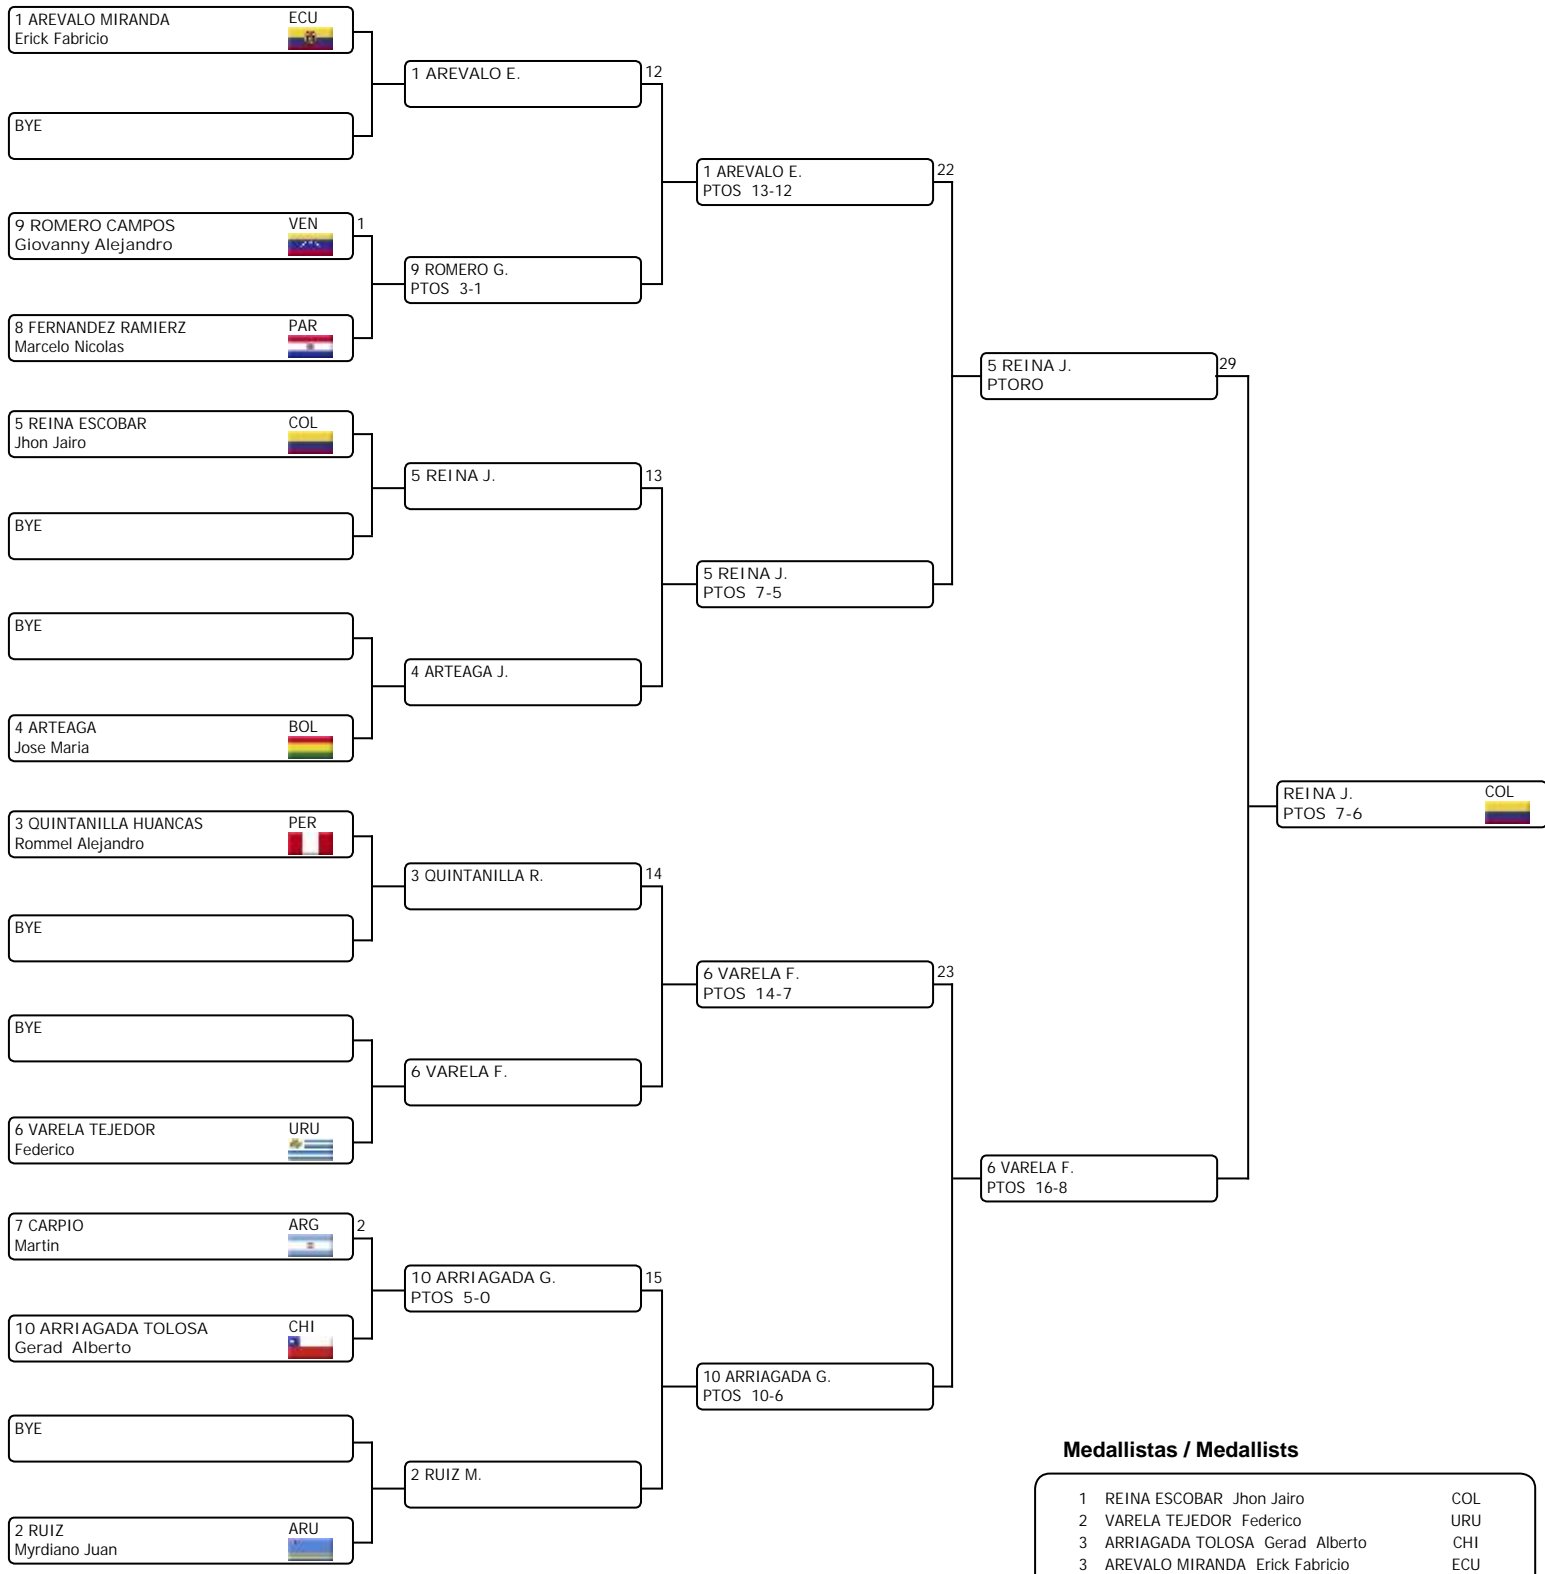 1 AREVALO MIRANDA ECU
Erick Fabricio
BYE
9 ROMERO CAMPOS VEN 1
Giovanny Alejandro
8 FERNANDEZ RAMIERZ PAR
Marcelo Nicolas
5 REINA ESCOBAR COL
Jhon Jairo
BYE
BYE
4 ARTEAGA BOL
Jose Maria
3 QUINTANILLA HUANCAS PER
Rommel Alejandro
BYE
BYE
6 VARELA TEJEDOR URU
Federico
7 CARPIO ARG 2
Martin
10 ARRIAGADA TOLOSA CHI
Gerad Alberto
BYE
2 RUIZ ARU
Myrdiano Juan
1 AREVALO E. 12
9 ROMERO G.
PTOS 3-1
5 REINA J. 13
4 ARTEAGA J.
3 QUINTANILLA R. 14
6 VARELA F.
10 ARRIAGADA G. 15
PTOS 5-0
2 RUIZ M.
1 AREVALO E. 22
PTOS 13-12
5 REINA J.
PTOS 7-5
6 VARELA F. 23
PTOS 14-7
10 ARRIAGADA G.
PTOS 10-6
5 REINA J. 29
PTORO
6 VARELA F.
PTOS 16-8
REINA J. COL
PTOS 7-6
Medallistas / Medallists
1 REINA ESCOBAR Jhon Jairo COL
2 VARELA TEJEDOR Federico URU
3 ARRIAGADA TOLOSA Gerad Alberto CHI
3 AREVALO MIRANDA Erick Fabricio ECU